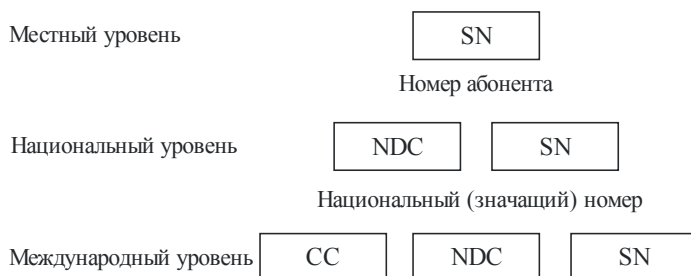 Местный уровень SN
Номер абонента
Национальный уровень NDC SN
Национальный (значащий) номер
Международный уровень CC NDC SN